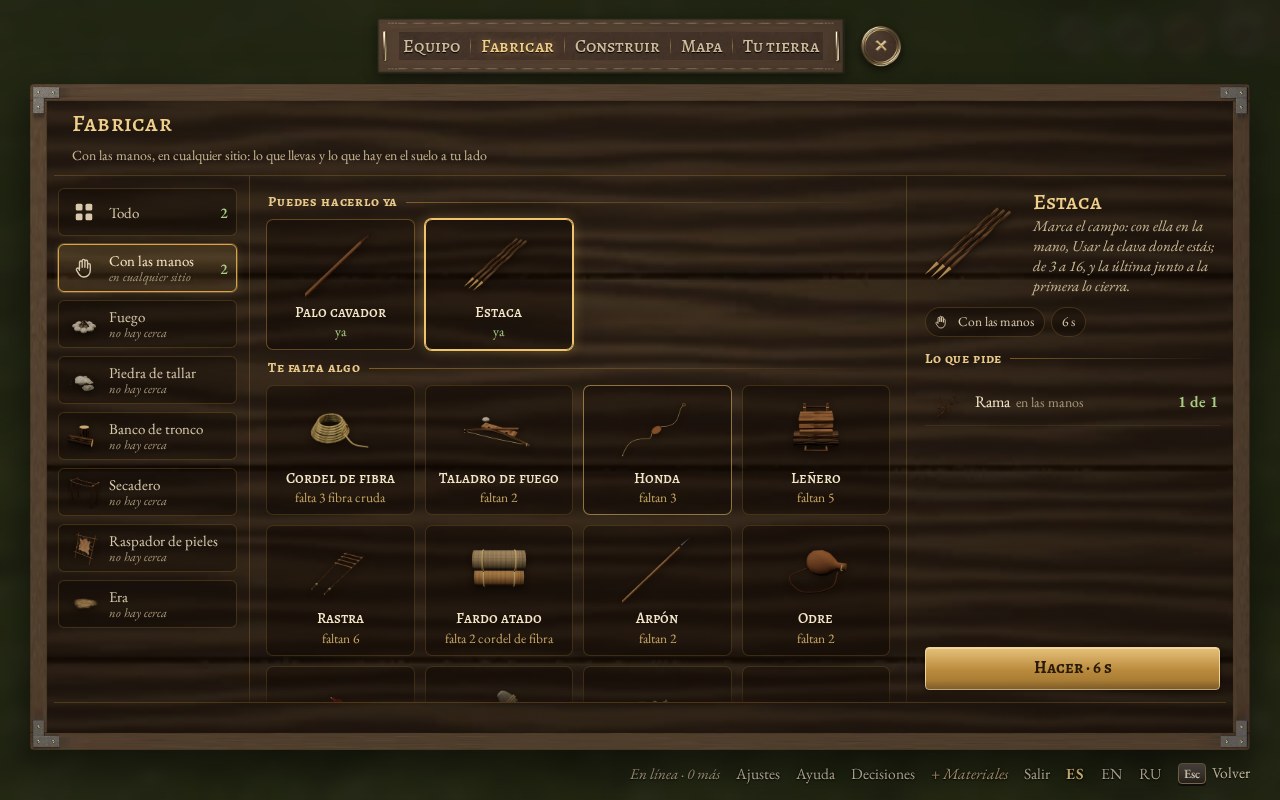 Equipo Fabricar Construir Mapa Tu tierra ×
Fabricar
Con las manos, en cualquier sitio: lo que llevas y lo que hay en el suelo a tu lado
Todo 2
Con las manos 2
en cualquier sitio
Fuego
no hay cerca
Piedra de tallar
no hay cerca
Banco de tronco
no hay cerca
Secadero
no hay cerca
Raspador de pieles
no hay cerca
Era
no hay cerca
Puedes hacerlo ya
Palo cavador
ya
Estaca
ya
Te falta algo
Cordel de fibra
falta 3 fibra cruda
Taladro de fuego
faltan 2
Honda
faltan 3
Leñero
faltan 5
Rastra
faltan 6
Fardo atado
falta 2 cordel de fibra
Arpón
faltan 2
Odre
faltan 2
Estaca
Marca el campo: con ella en la
mano, Usar la clava donde estás;
de 3 a 16, y la última junto a la
primera lo cierra.
Con las manos 6 s
Lo que pide
Rama en las manos 1 de 1
Hacer · 6 s
En línea · 0 más Ajustes Ayuda Decisiones + Materiales Salir ES EN RU Esc Volver